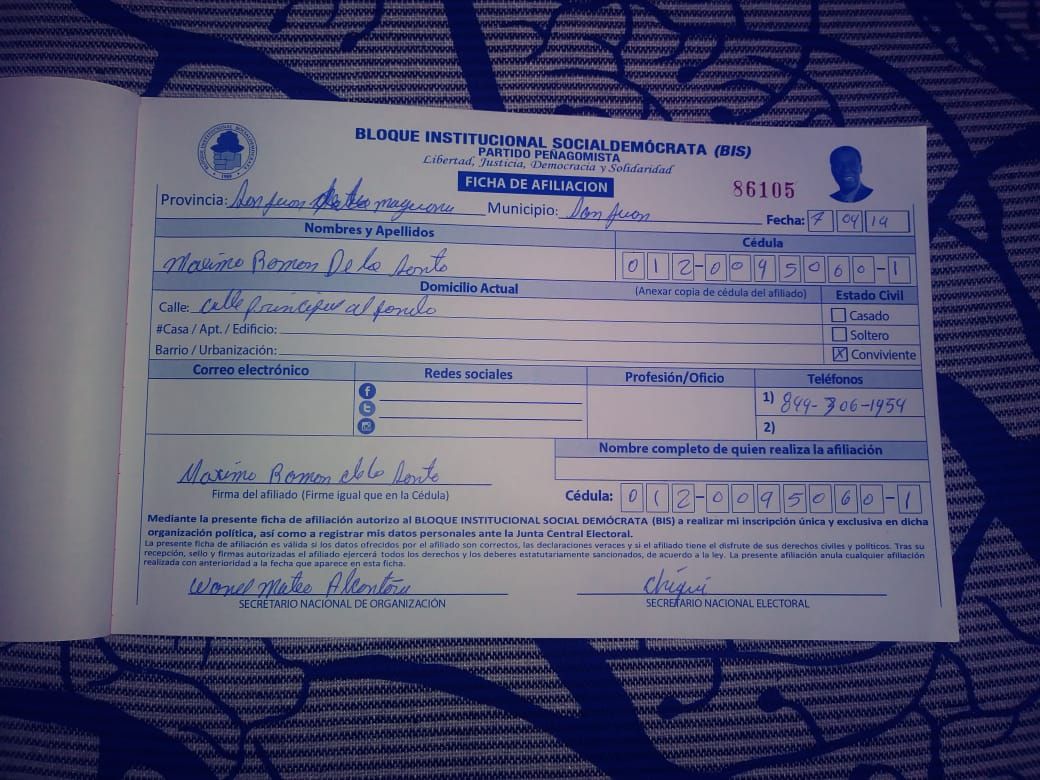 BLOQUE INSTITUCIONAL SOCIALDEMÓCRATA (BIS)
PARTIDO PEÑAGOMISTA
Libertad, Justicia, Democracia y Solidaridad
FICHA DE AFILIACION
86105
Provincia: San Juan de la maguana Municipio: San Juan Fecha: 7 04 19
Nombres y Apellidos Cédula
Maximo Ramon De la Santo 012-0095060-1
Domicilio Actual (Anexar copia de cédula del afiliado) Estado Civil
Calle: Calle principar al fondo Casado
#Casa / Apt. / Edificio: Soltero
Barrio / Urbanización: X Conviviente
Correo electrónico Redes sociales Profesión/Oficio Teléfonos
1) 849-306-1954
2)
Nombre completo de quien realiza la afiliación
Maximo Ramon de la Santo
Firma del afiliado (Firme igual que en la Cédula) Cédula: 012-0095060-1
Mediante la presente ficha de afiliación autorizo al BLOQUE INSTITUCIONAL SOCIAL DEMÓCRATA (BIS) a realizar mi inscripción única y exclusiva en dicha
organización política, así como a registrar mis datos personales ante la Junta Central Electoral.
La presente ficha de afiliación es válida si los datos ofrecidos por el afiliado son correctos, las declaraciones veraces y si el afiliado tiene el disfrute de sus derechos civiles y políticos. Tras su
recepción, sello y firmas autorizadas el afiliado ejercerá todos los derechos y los deberes estatutariamente sancionados, de acuerdo a la ley. La presente afiliación anula cualquier afiliación
realizada con anterioridad a la fecha que aparece en esta ficha.
Wanel Mateo Alcantara Chiqui
SECRETARIO NACIONAL DE ORGANIZACIÓN SECRETARIO NACIONAL ELECTORAL